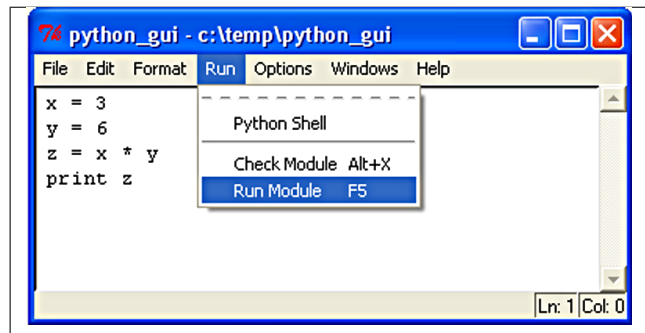 python_gui - c:\temp\python_gui
File Edit Format Run Options Windows Help
x = 3
y = 6
z = x * y
print z
Python Shell
Check Module Alt+X
Run Module F5
Ln: 1 Col: 0